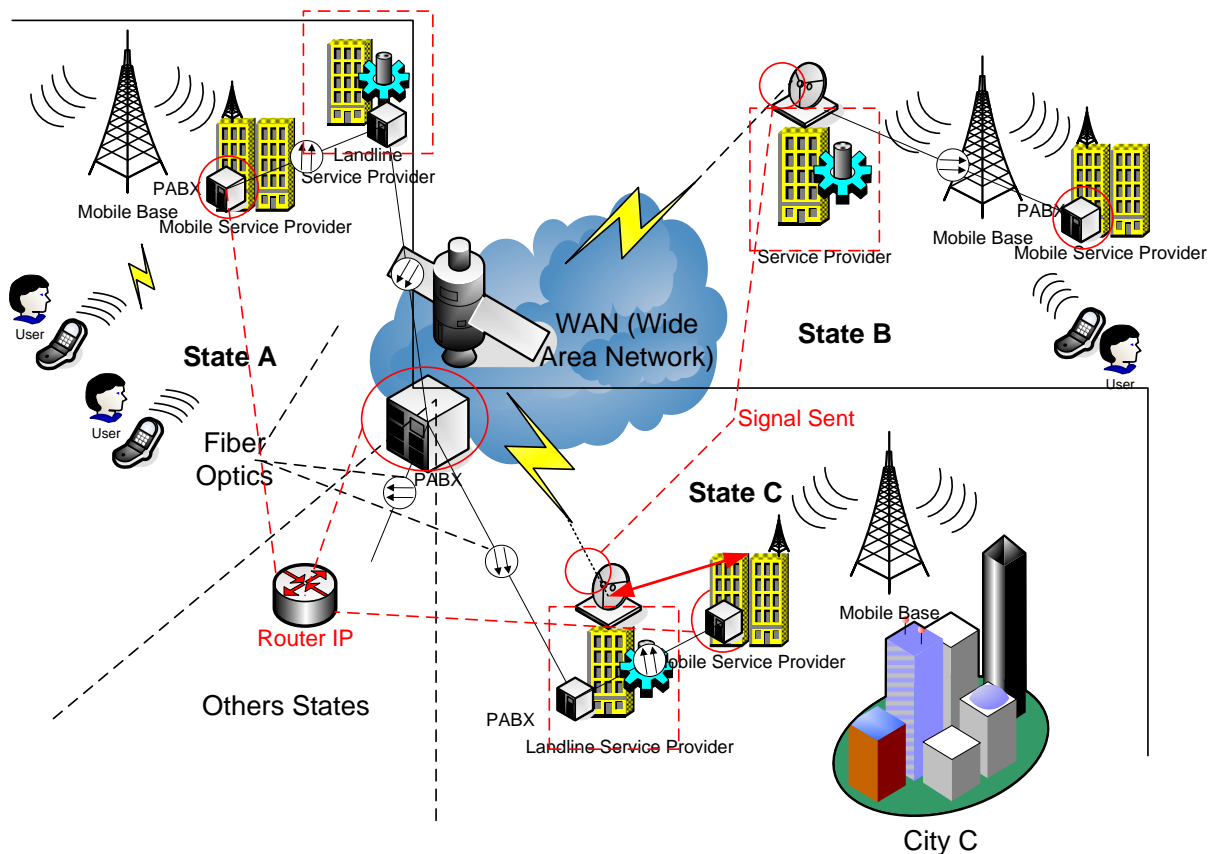 Landline
Service Provider
PABX
Mobile Base
Mobile Service Provider
User
User
State A
Fiber
Optics
WAN (Wide
Area Network)
PABX
Service Provider
Mobile Base
PABX
Mobile Service Provider
State B
User
Signal Sent
State C
Router IP
Others States
Mobile Base
Mobile Service Provider
PABX
Landline Service Provider
City C